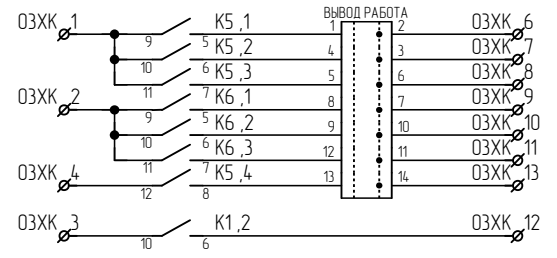 ВЫВОД РАБОТА
ОЗХК 1 9 5 К5,1 1 2 ОЗХК 6
10 6 К5,2 4 3 ОЗХК 7
11 7 К5,3 5 6 ОЗХК 8
ОЗХК 2 9 5 К6,1 8 7 ОЗХК 9
10 6 К6,2 9 10 ОЗХК 10
11 7 К6,3 12 11 ОЗХК 11
ОЗХК 4 12 8 К5,4 13 14 ОЗХК 13
ОЗХК 3 10 6 К1,2 ОЗХК 12